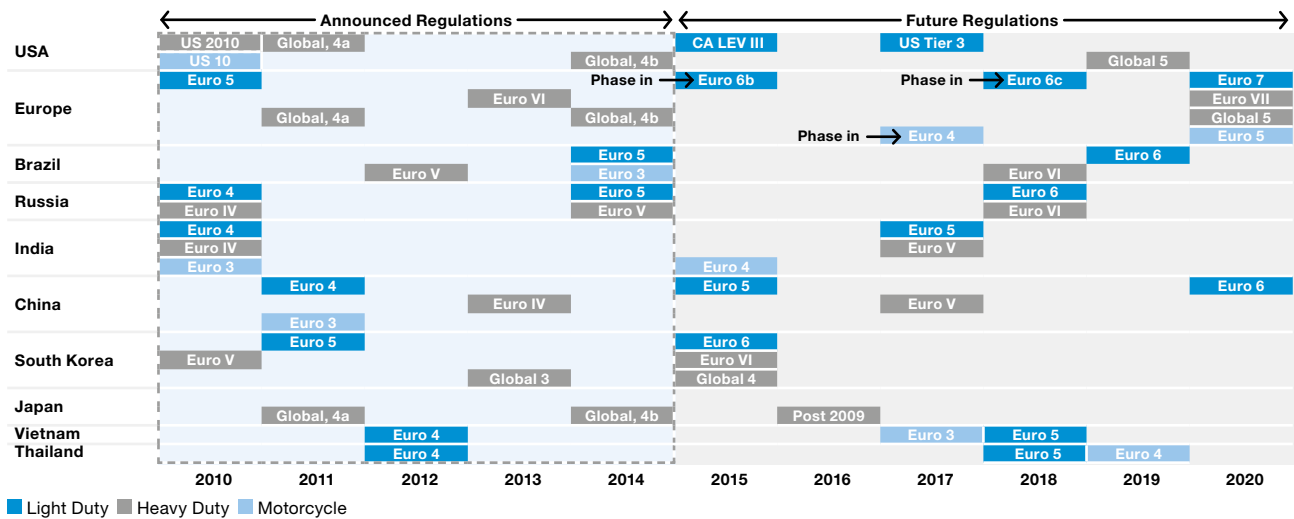 Announced Regulations Future Regulations
USA US 2010 Global, 4a CA LEV III US Tier 3
US 10 Global, 4b Global 5
Europe Euro 5 Phase in Euro 6b Phase in Euro 6c Euro 7
Euro VI Euro VII
Global, 4a Global, 4b Global 5
Phase in Euro 4 Euro 5
Brazil Euro 5 Euro 6
Euro V Euro 3 Euro VI
Russia Euro 4 Euro 5 Euro 6
Euro IV Euro V Euro VI
India Euro 4 Euro 5
Euro IV Euro V
Euro 3 Euro 4
China Euro 4 Euro 5 Euro 6
Euro IV Euro V
Euro 3
South Korea Euro 5 Euro 6
Euro V Euro VI
Global 3 Global 4
Japan Global, 4a Global, 4b Post 2009
Vietnam Euro 4 Euro 3 Euro 5
Thailand Euro 4 Euro 5 Euro 4
2010 2011 2012 2013 2014 2015 2016 2017 2018 2019 2020
Light Duty Heavy Duty Motorcycle